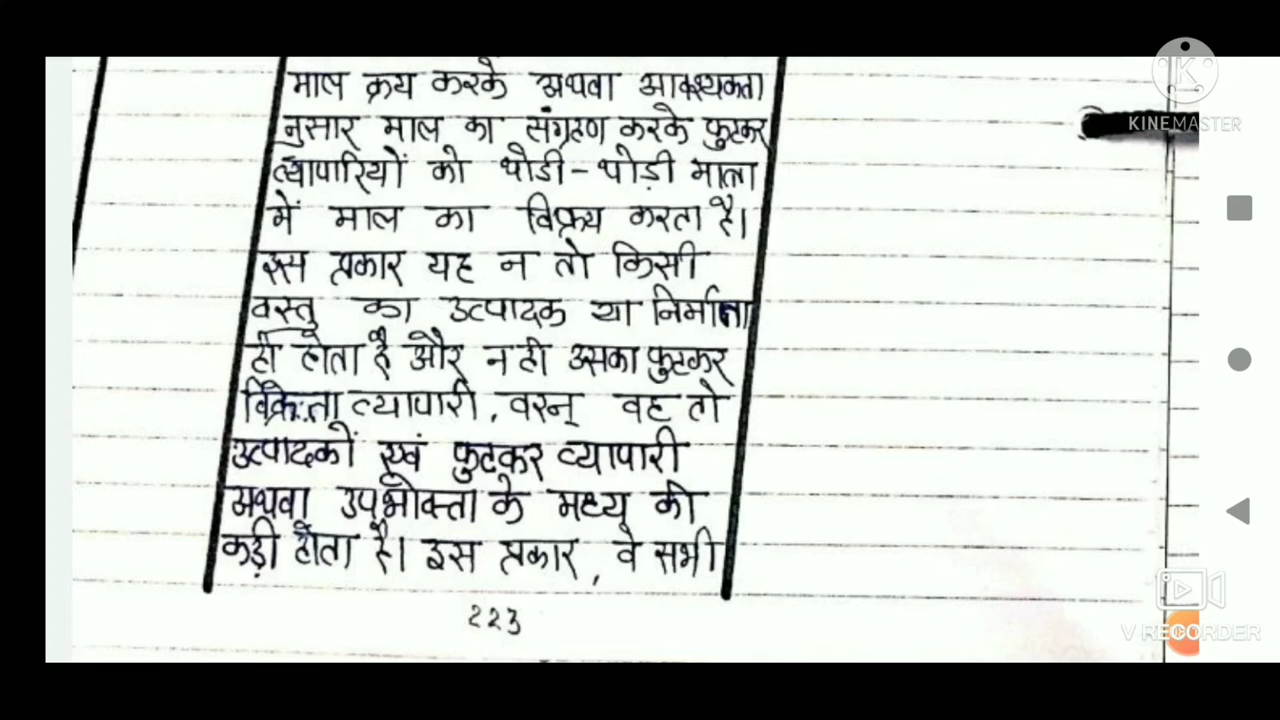 माल क्रय करके अथवा आवश्यकता
नुसार माल का संग्रहण करके फुटकर
व्यापारियों को थोडी-थोड़ी मात्रा
में माल का विक्रय करता है।
इस प्रकार यह न तो किसी
वस्तु का उत्पादक या निर्माता
ही होता है और न ही उसका फुटकर
विक्रेता व्यापारी, वरन् वह तो
उत्पादकों एवं फुटकर व्यापारी
अथवा उपभोक्ता के मध्य की
कड़ी होता है। इस प्रकार, वे सभी
223
K
KINEMASTER
V RECORDER